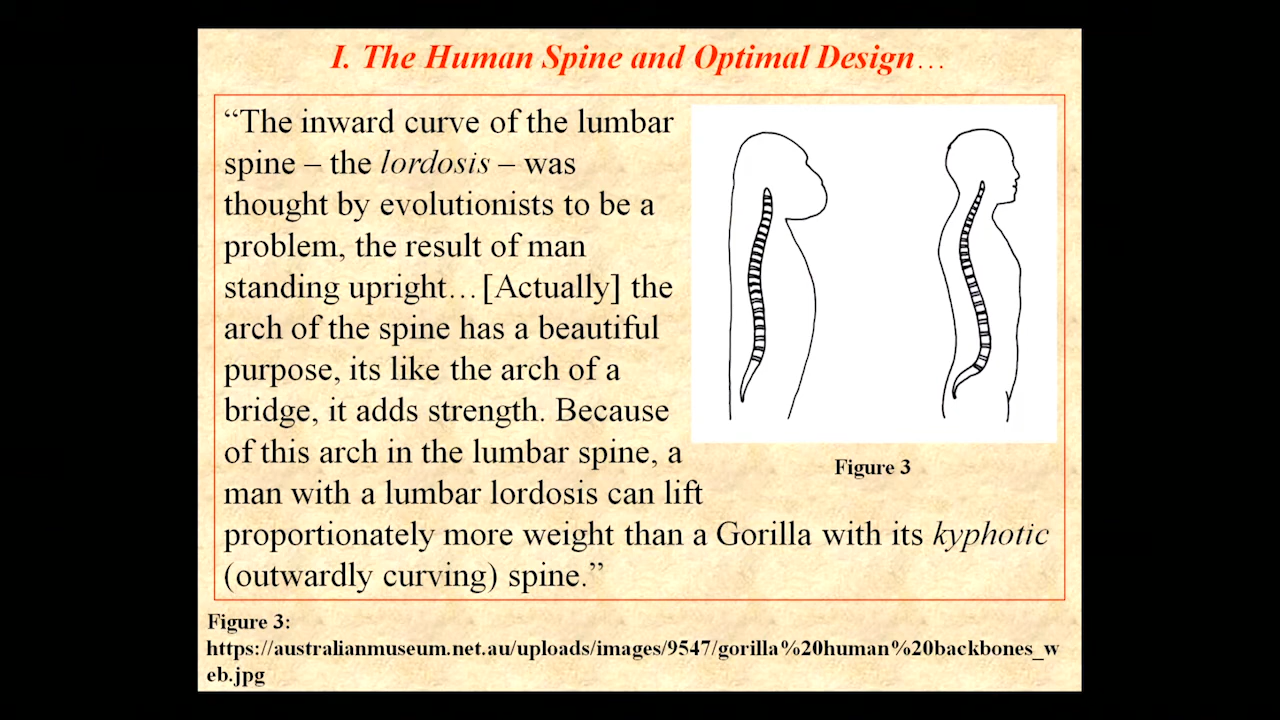 I. The Human Spine and Optimal Design…
“The inward curve of the lumbar
spine – the lordosis – was
thought by evolutionists to be a
problem, the result of man
standing upright…[Actually] the
arch of the spine has a beautiful
purpose, its like the arch of a
bridge, it adds strength. Because
of this arch in the lumbar spine, a
man with a lumbar lordosis can lift
proportionately more weight than a Gorilla with its kyphotic
(outwardly curving) spine.”
Figure 3
Figure 3:
https://australianmuseum.net.au/uploads/images/9547/gorilla%20human%20backbones_w
eb.jpg